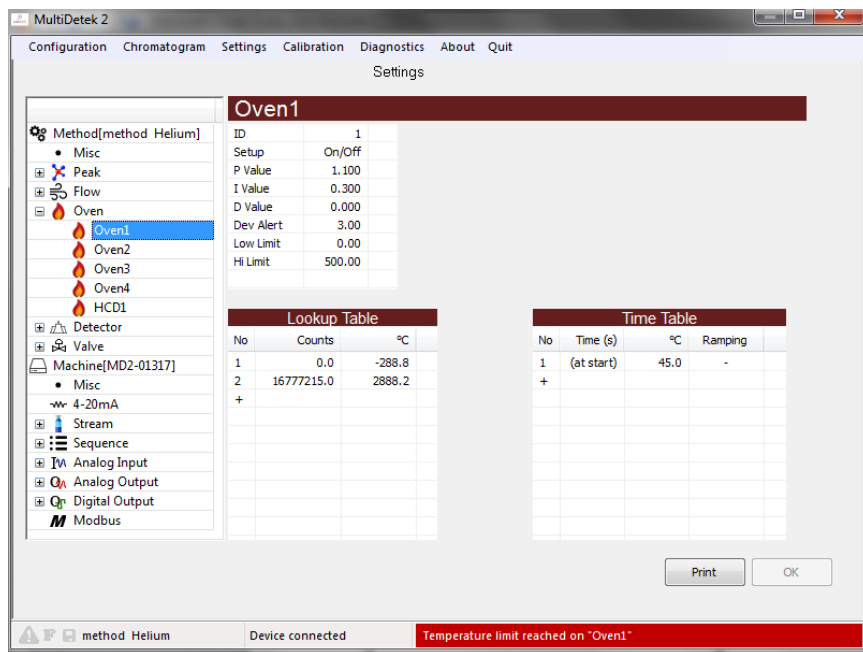 MultiDetek 2
Configuration Chromatogram Settings Calibration Diagnostics About Quit
Settings
Method[method Helium]
Misc
Peak
Flow
Oven
Oven1
Oven2
Oven3
Oven4
HCD1
Detector
Valve
Machine[MD2-01317]
Misc
4-20mA
Stream
Sequence
Analog Input
Analog Output
Digital Output
Modbus
Oven1
ID 1
Setup On/Off
P Value 1.100
I Value 0.300
D Value 0.000
Dev Alert 3.00
Low Limit 0.00
Hi Limit 500.00
Lookup Table
No Counts ºC
1 0.0 -288.8
2 16777215.0 2888.2
+
Time Table
No Time (s) ºC Ramping
1 (at start) 45.0 -
+
Print OK
method Helium Device connected Temperature limit reached on "Oven1"